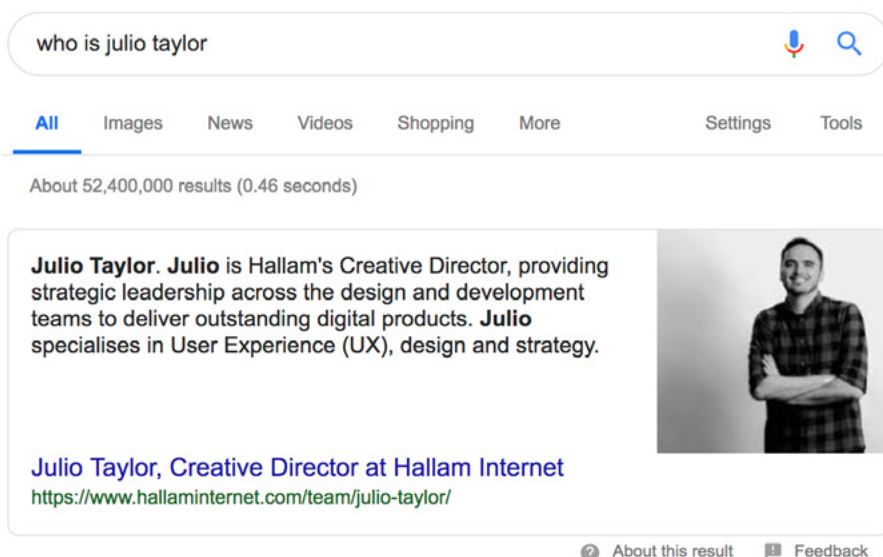 who is julio taylor
All Images News Videos Shopping More Settings Tools
About 52,400,000 results (0.46 seconds)
Julio Taylor. Julio is Hallam's Creative Director, providing
strategic leadership across the design and development
teams to deliver outstanding digital products. Julio
specialises in User Experience (UX), design and strategy.
Julio Taylor, Creative Director at Hallam Internet
https://www.hallaminternet.com/team/julio-taylor/
About this result Feedback